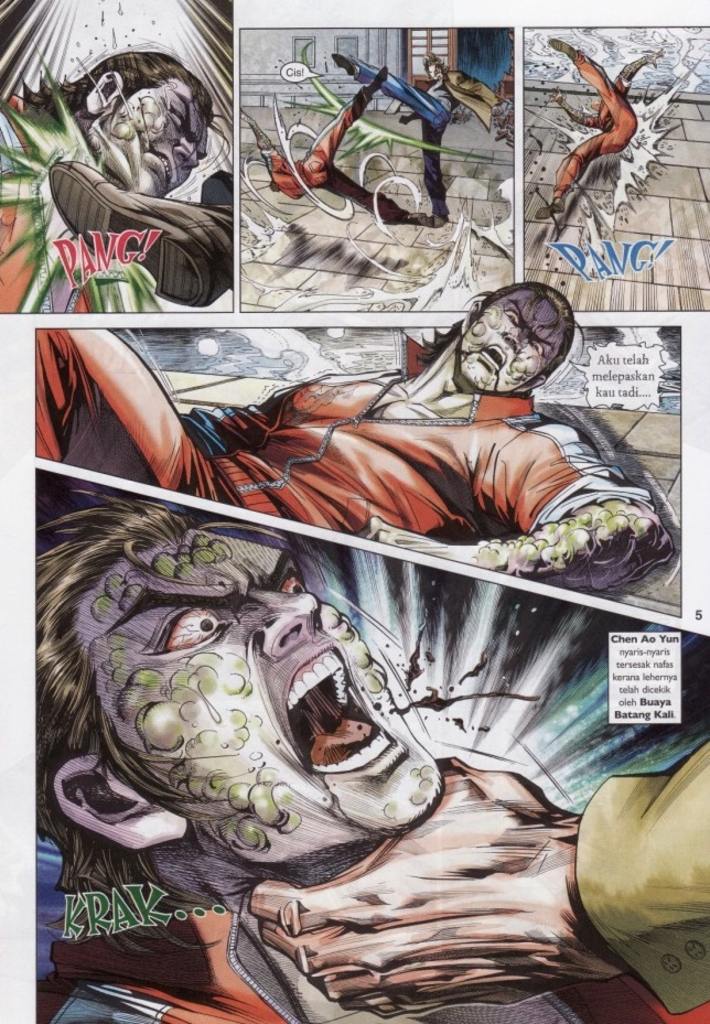 PANG!
Cis!
PANG!
Aku telah
melepaskan
kau tadi....
5
Chen Ao Yun
nyaris-nyaris
tersesak nafas
kerana lehernya
telah dicekik
oleh Buaya
Batang Kali.
KRAK...